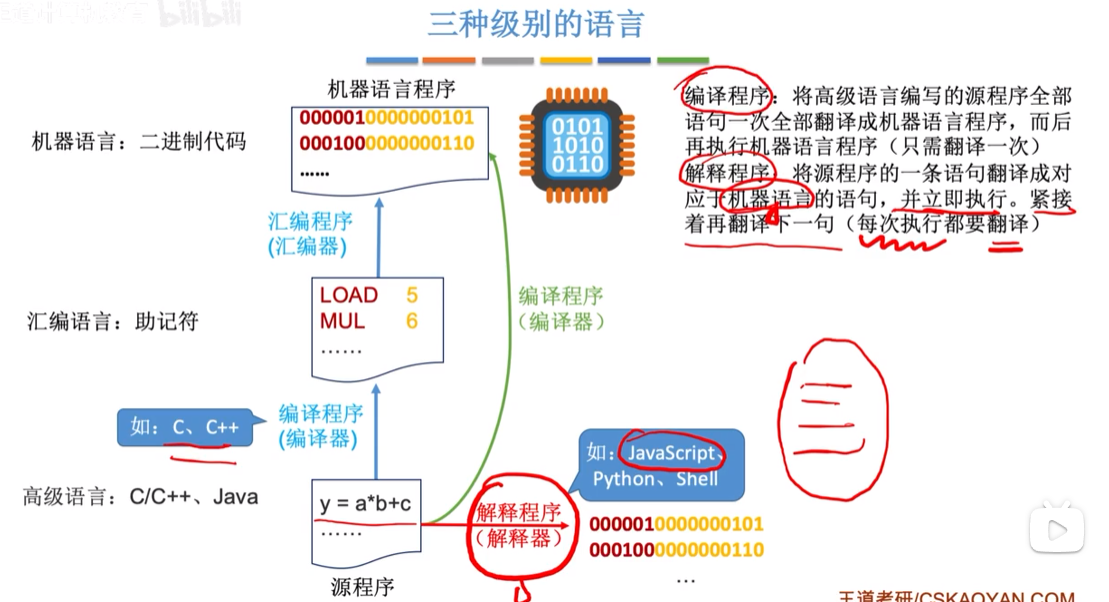 bilibili
三种级别的语言
机器语言程序
机器语言：二进制代码
0000010000000101
0001000000000110
......
0101
1010
0110
编译程序：将高级语言编写的源程序全部
语句一次全部翻译成机器语言程序，而后
再执行机器语言程序（只需翻译一次）
解释程序：将源程序的一条语句翻译成对
应于机器语言的语句，并立即执行。紧接
着再翻译下一句（每次执行都要翻译）
汇编程序
(汇编器)
汇编语言：助记符
LOAD 5
MUL 6
……
编译程序
（编译器）
如：C、C++
编译程序
(编译器)
高级语言：C/C++、Java
y = a*b+c
……
源程序
解释程序
（解释器）
如：JavaScript、
Python、Shell
0000010000000101
0001000000000110
...
王道考研/CSKAOYAN.COM